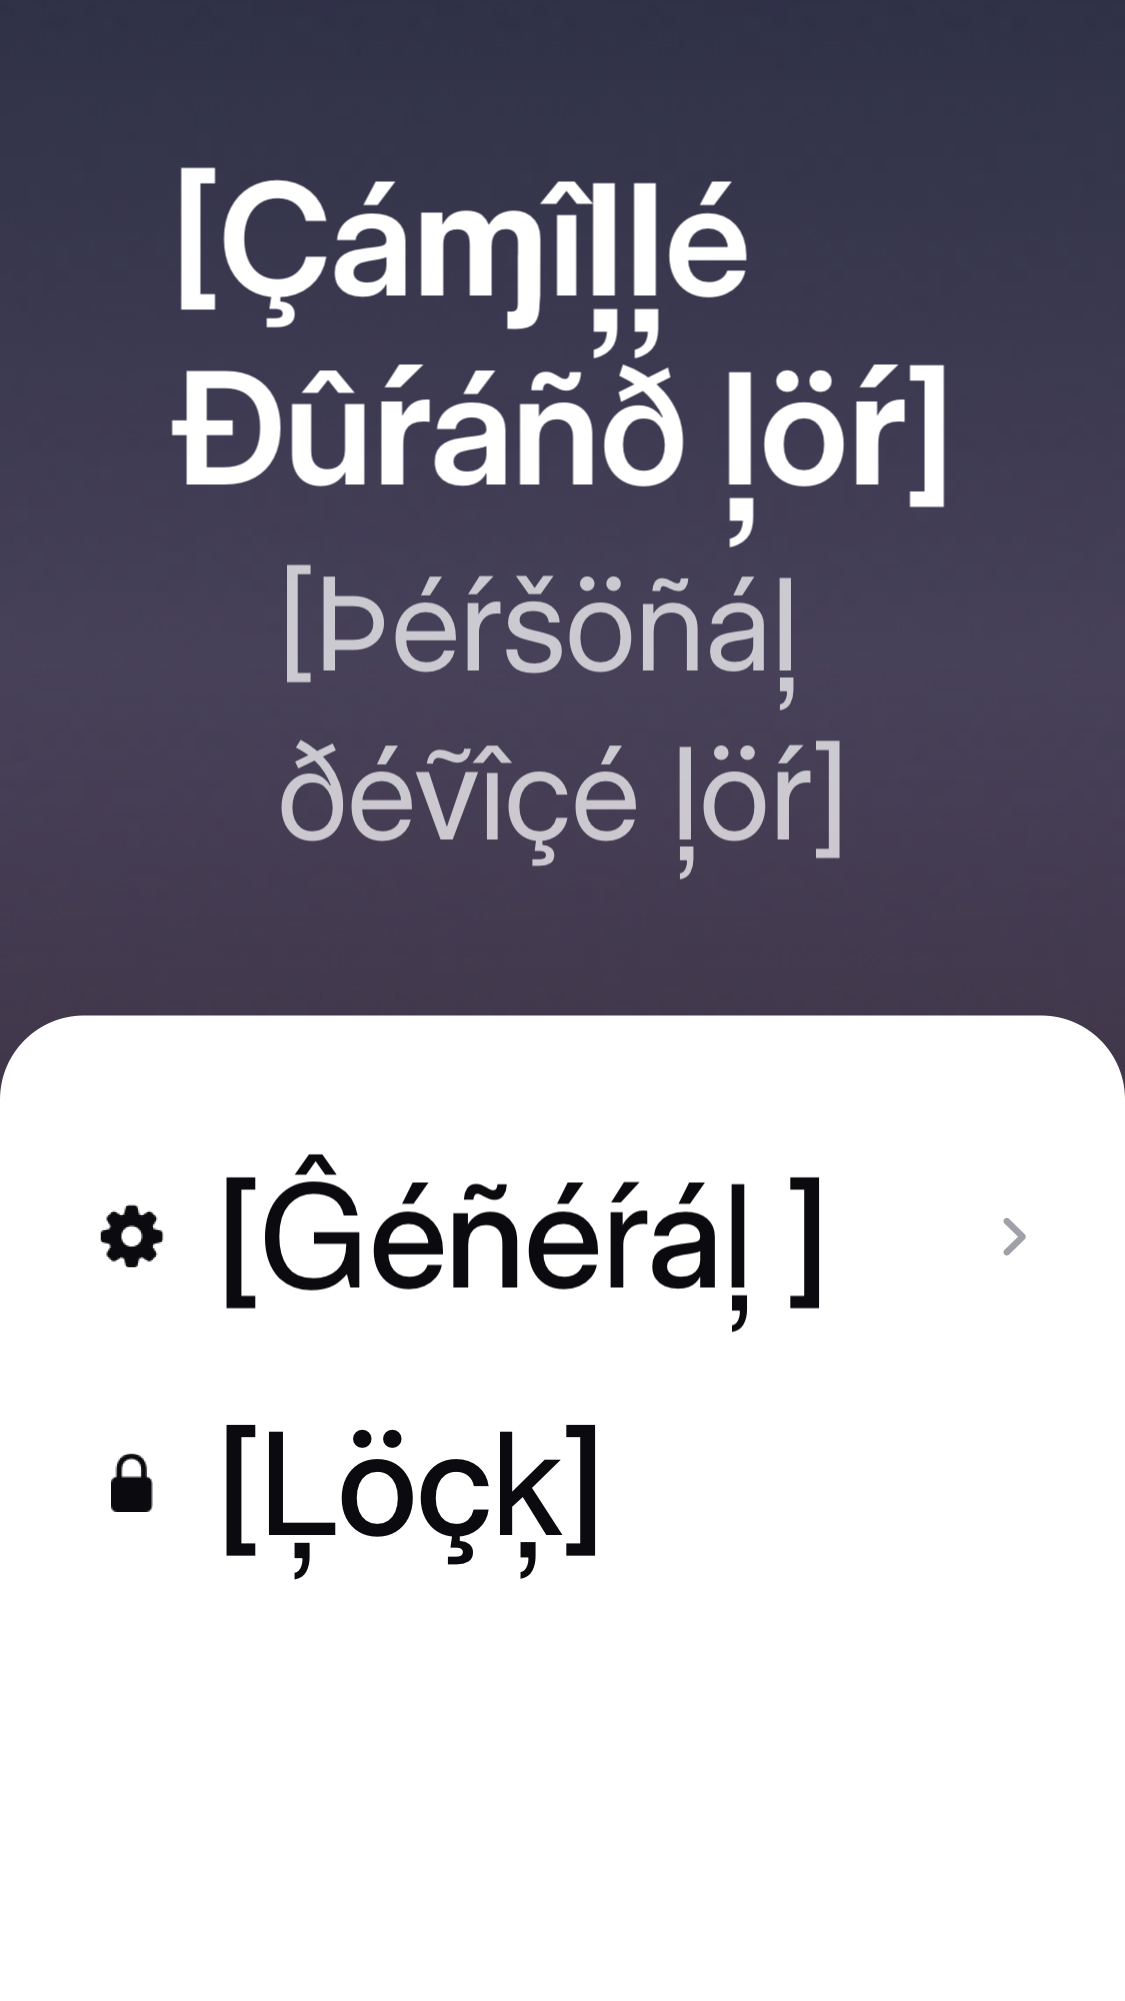 [Çáɱîļļé
Ðûŕáñð ļöŕ]
[Þéŕšöñáļ
ðéṽîçé ļöŕ]
[Ĝéñéŕáļ ]
[Ļöçķ]